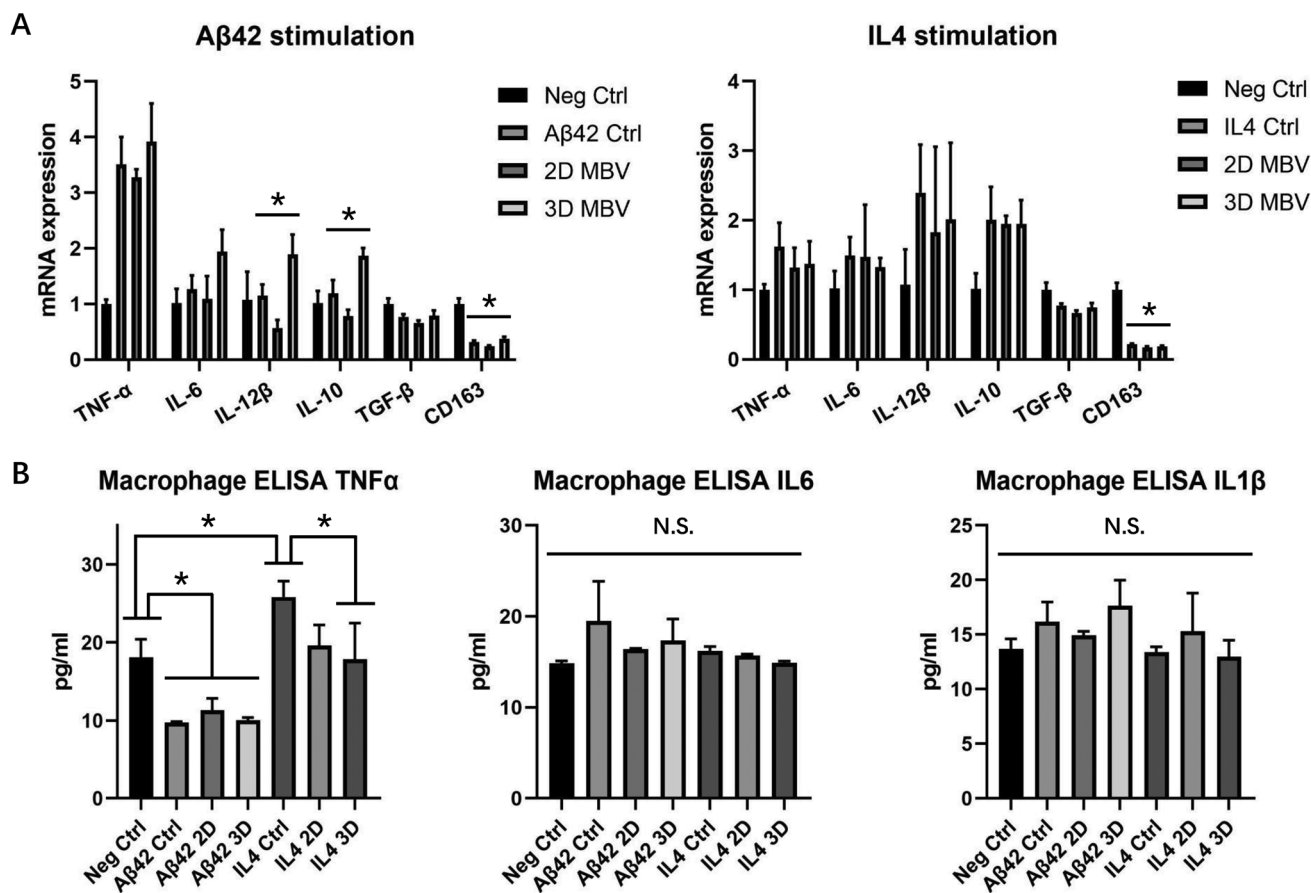 A
Aβ42 stimulation
mRNA expression
5
4
3
2
1
0
* * *
TNF-α IL-6 IL-12β IL-10 TGF-β CD163
Neg Ctrl
Aβ42 Ctrl
2D MBV
3D MBV
IL4 stimulation
mRNA expression
4
3
2
1
0
*
TNF-α IL-6 IL-12β IL-10 TGF-β CD163
Neg Ctrl
IL4 Ctrl
2D MBV
3D MBV
B
Macrophage ELISA TNFα
pg/ml
30
20
10
0
* * *
Neg Ctrl Aβ42 Ctrl Aβ42 2D Aβ42 3D IL4 Ctrl IL4 2D IL4 3D
Macrophage ELISA IL6
N.S.
pg/ml
30
20
10
0
Neg Ctrl Aβ42 Ctrl Aβ42 2D Aβ42 3D IL4 Ctrl IL4 2D IL4 3D
Macrophage ELISA IL1β
N.S.
pg/ml
25
20
15
10
5
0
Neg Ctrl Aβ42 Ctrl Aβ42 2D Aβ42 3D IL4 Ctrl IL4 2D IL4 3D